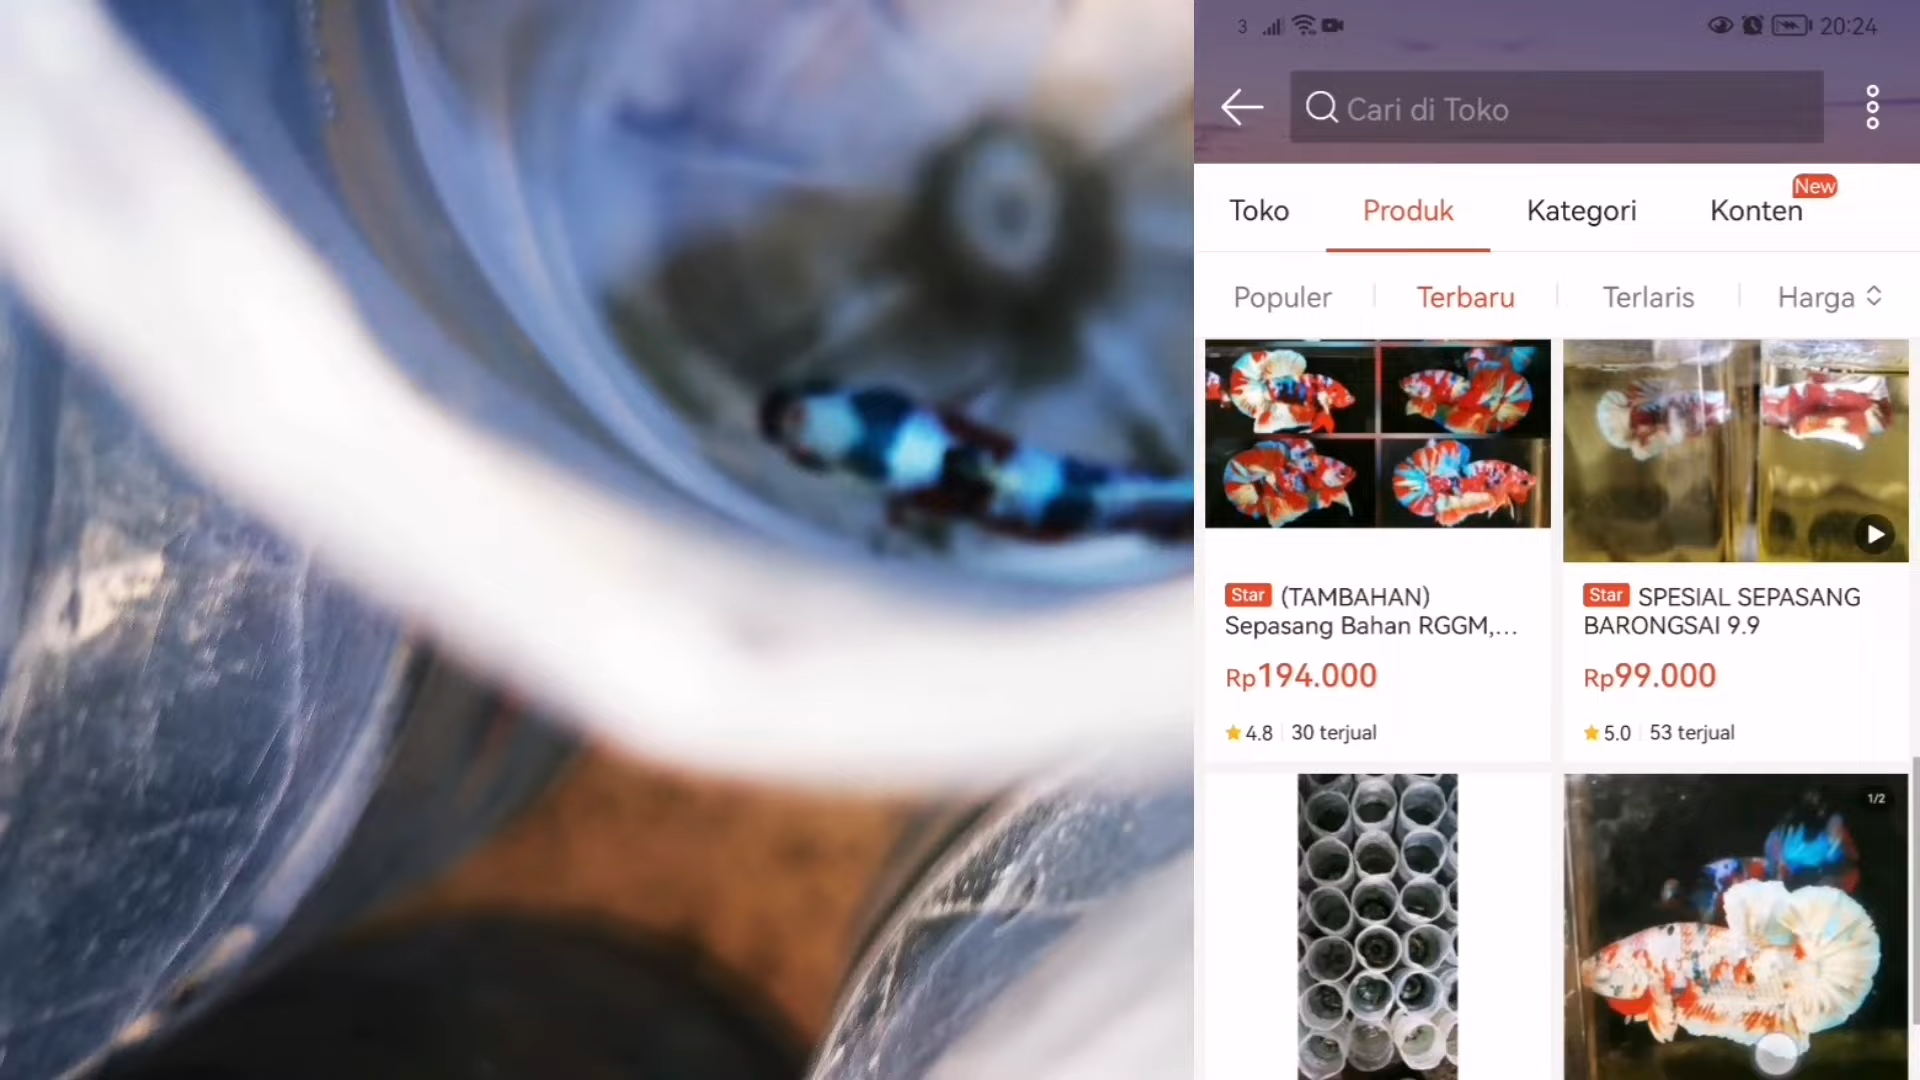 3
20:24
Cari di Toko
New
Toko
Produk
Kategori
Konten
Populer
Terbaru
Terlaris
Harga
Star (TAMBAHAN)
Sepasang Bahan RGGM,...
Rp194.000
4.8
30 terjual
Star SPESIAL SEPASANG
BARONGSAI 9.9
Rp99.000
5.0
53 terjual
1/2